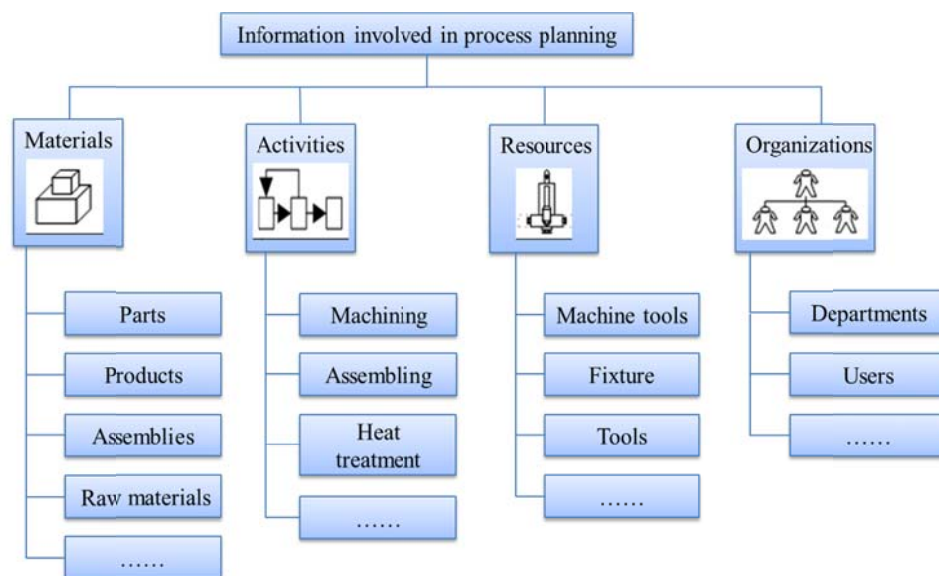 Information involved in process planning
Materials
Activities
Resources
Organizations
Parts
Products
Assemblies
Raw materials
……
Machining
Assembling
Heat
treatment
……
Machine tools
Fixture
Tools
……
Departments
Users
……